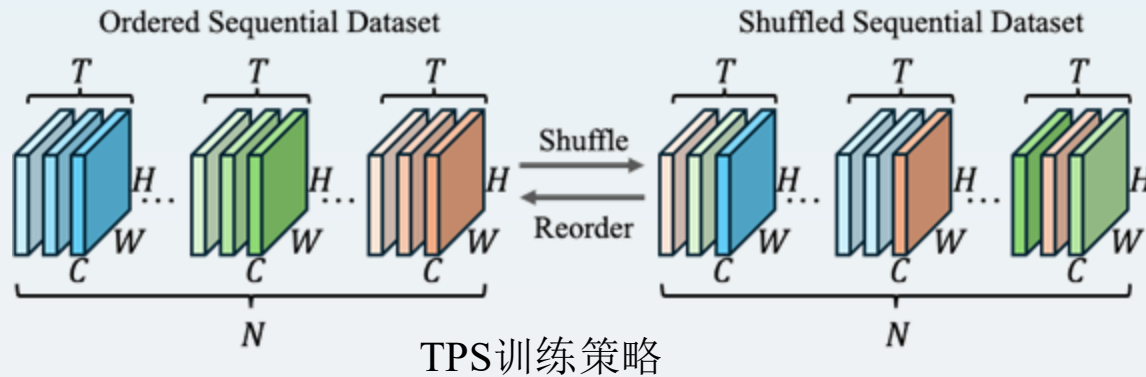 Ordered Sequential Dataset
Shuffled Sequential Dataset
T T T T T T
Shuffle
H ... H ... H H ... H ... H
Reorder
W W W W W W
C C C C C C
N N
TPS训练策略